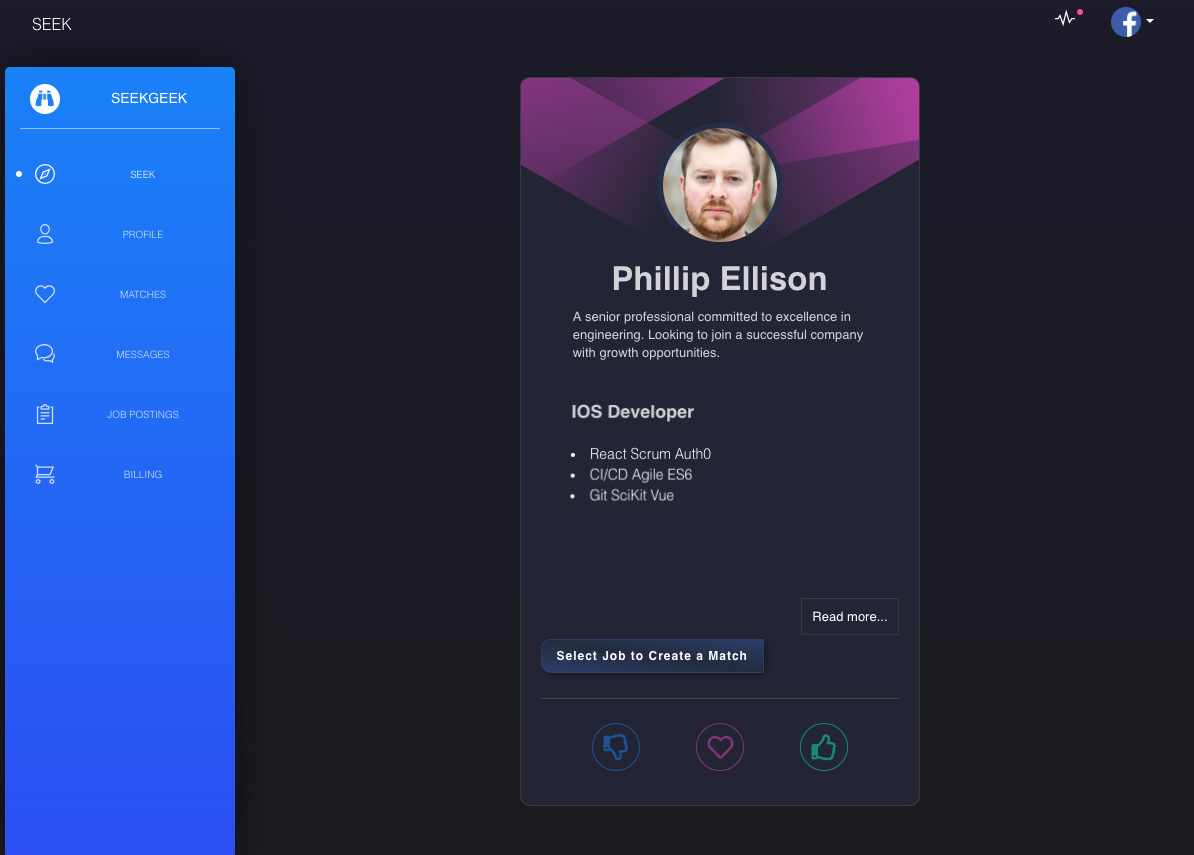 SEEK
SEEKGEEK
SEEK
PROFILE
MATCHES
MESSAGES
JOB POSTINGS
BILLING
Phillip Ellison
A senior professional committed to excellence in
engineering. Looking to join a successful company
with growth opportunities.
IOS Developer
• React Scrum Auth0
• CI/CD Agile ES6
• Git SciKit Vue
Read more...
Select Job to Create a Match